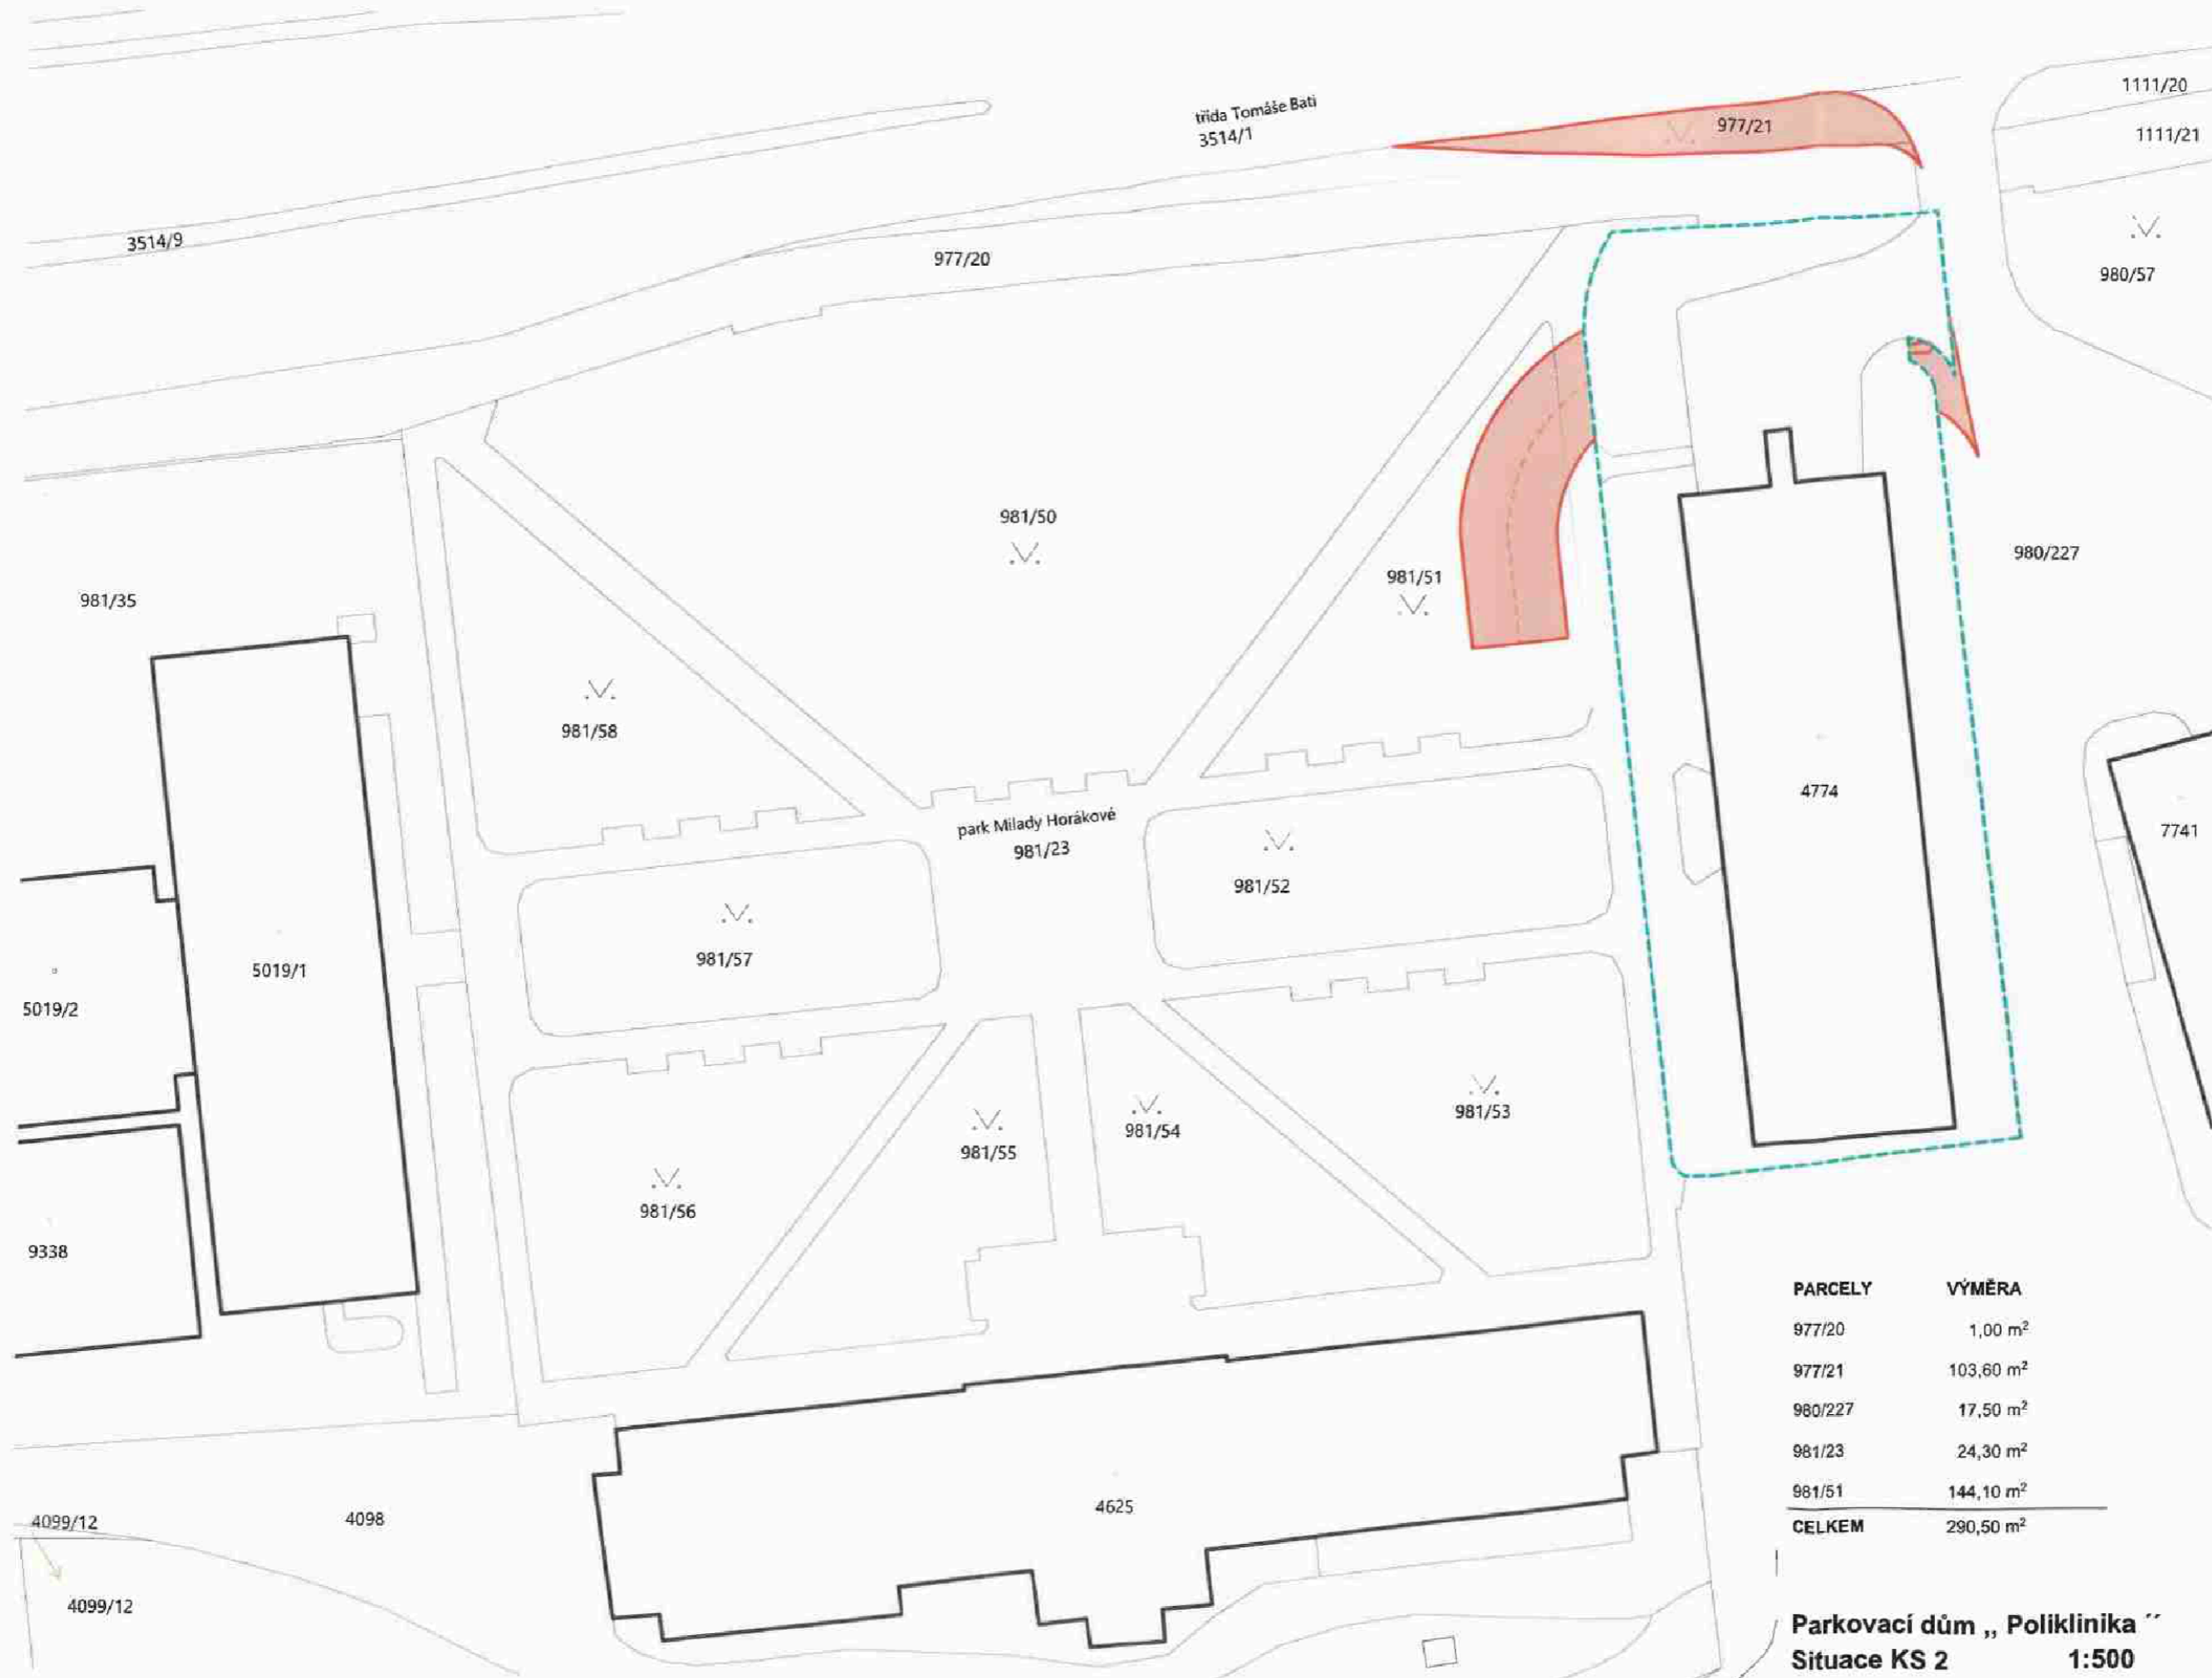 1111/20
třída Tomáše Bati
3514/1
977/21
1111/21
3514/9
977/20
980/57
981/50
980/227
981/51
981/35
981/58
4774
park Milady Horákové
981/23
7741
981/52
981/57
5019/1
5019/2
981/53
981/54
981/55
981/56
9338
PARCELY VÝMĚRA
977/20 1,00 m²
977/21 103,60 m²
980/227 17,50 m²
981/23 24,30 m²
981/51 144,10 m²
CELKEM 290,50 m²
4625
4098
4099/12
4099/12
Parkovací dům „ Poliklinika ´´
Situace KS 2 1:500